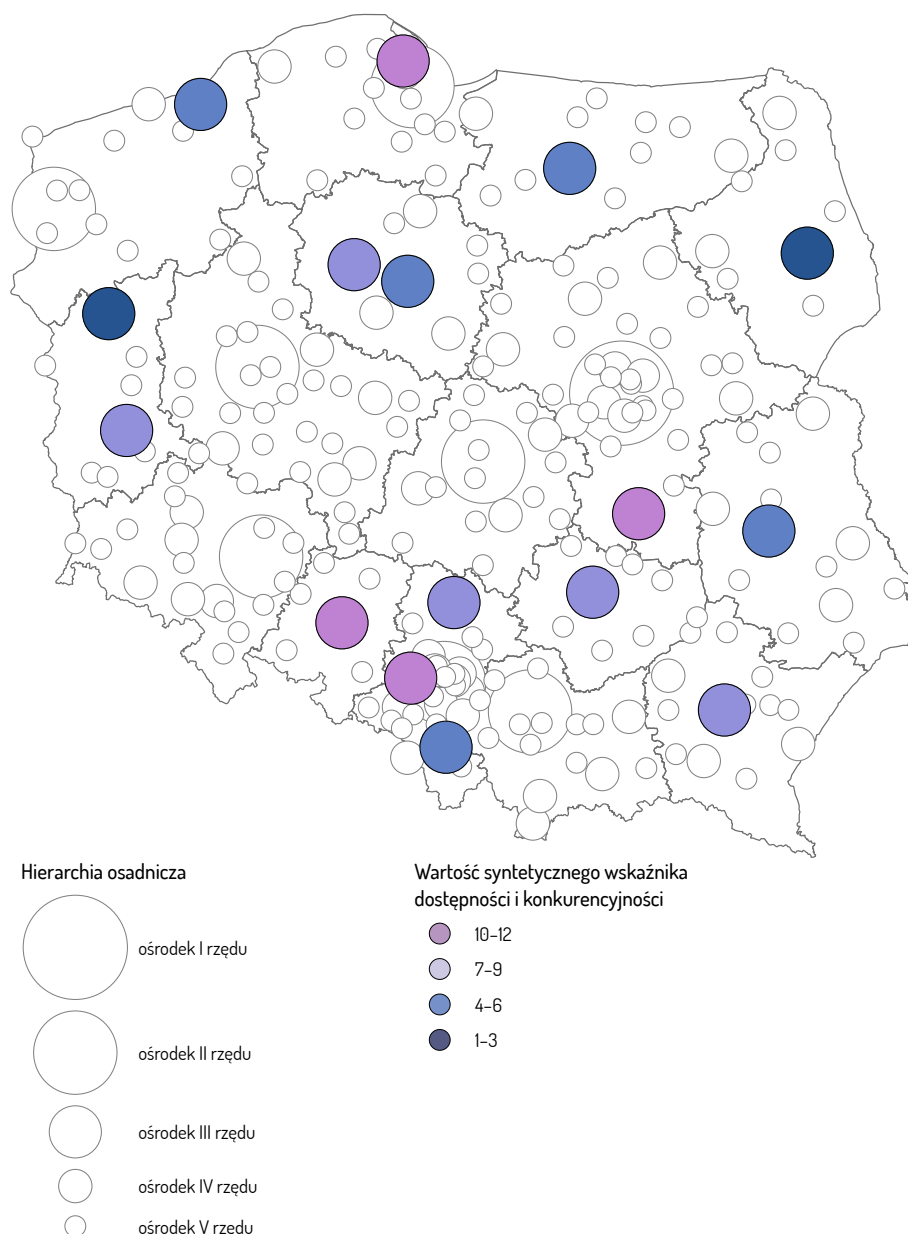 Hierarchia osadnicza
ośrodek I rzędu
ośrodek II rzędu
ośrodek III rzędu
ośrodek IV rzędu
ośrodek V rzędu
Wartość syntetycznego wskaźnika
dostępności i konkurencyjności
10–12
7–9
4–6
1–3